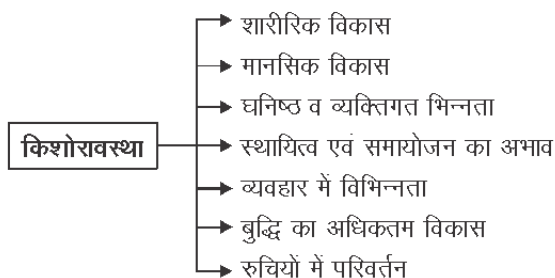 शारीरिक विकास
मानसिक विकास
घनिष्ठ व व्यक्तिगत भिन्नता
किशोरावस्था
स्थायित्व एवं समायोजन का अभाव
व्यवहार में विभिन्नता
बुद्धि का अधिकतम विकास
रुचियों में परिवर्तन